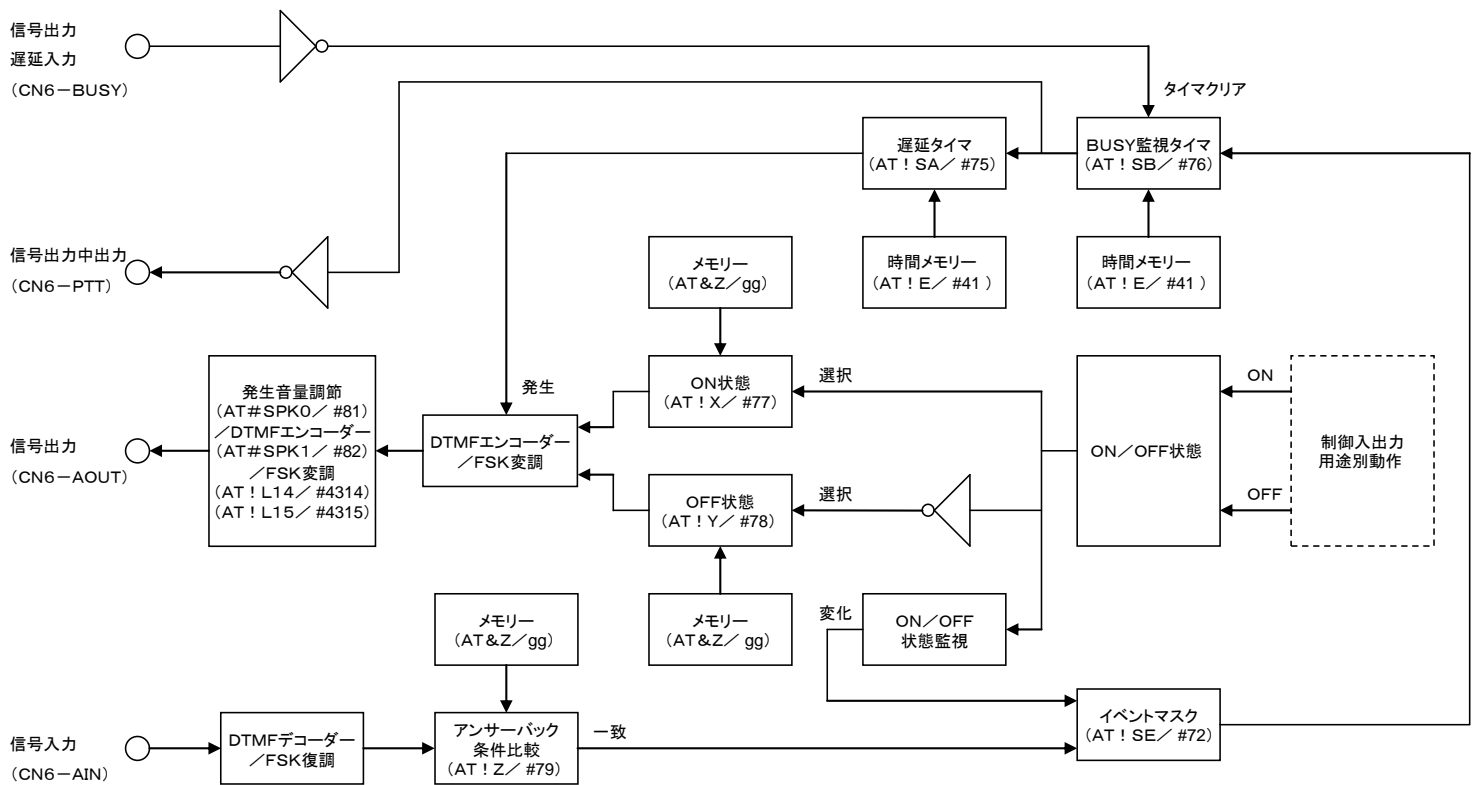 信号出力
遅延入力
(CN6-BUSY)
タイマクリア
遅延タイマ
(AT!SA/ #75)
BUSY監視タイマ
(AT!SB/ #76)
信号出力中出力
(CN6-PTT)
メモリー
(AT&Z/gg)
時間メモリー
(AT!E/ #41 )
時間メモリー
(AT!E/ #41 )
発生音量調節
(AT#SPK0/ #81)
/DTMFエンコーダー
(AT#SPK1/ #82)
/FSK変調
(AT!L14/ #4314)
(AT!L15/ #4315)
発生
ON状態
(AT!X/ #77)
選択
ON
信号出力
(CN6-AOUT)
DTMFエンコーダー
/FSK変調
ON/OFF状態
制御入出力
用途別動作
OFF状態
(AT!Y/ #78)
選択
OFF
メモリー
(AT&Z/gg)
メモリー
(AT&Z/ gg)
変化
ON/OFF
状態監視
信号入力
(CN6-AIN)
DTMFデコーダー
/FSK復調
アンサーバック
条件比較
(AT!Z/ #79)
一致
イベントマスク
(AT!SE/ #72)